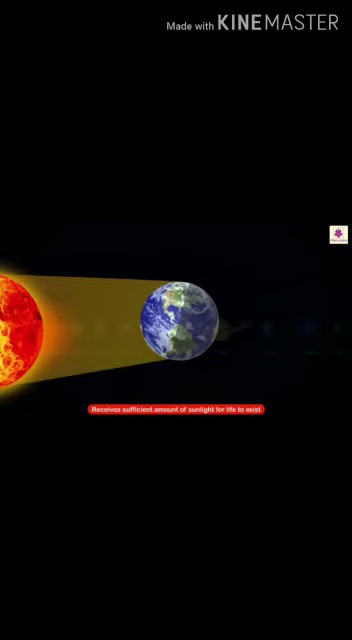 Made with KINEMASTER
Receives sufficient amount of sunlight for life to exist